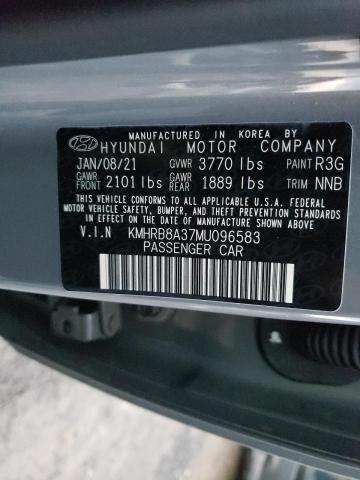 MANUFACTURED IN KOREA BY
HYUNDAI MOTOR COMPANY
JAN/08/21 GVWR 3770 lbs PAINT R3G
GAWR FRONT 2101 lbs GAWR REAR 1889 lbs TRIM NNB
THIS VEHICLE CONFORMS TO ALL APPLICABLE
U.S.A. FEDERAL MOTOR VEHICLE SAFETY,
BUMPER, AND THEFT PREVENTION STANDARDS
IN EFFECT ON THE DATE OF MANUFACTURE SHOWN ABOVE.
V.I.N KMHRB8A37MU096583
PASSENGER CAR